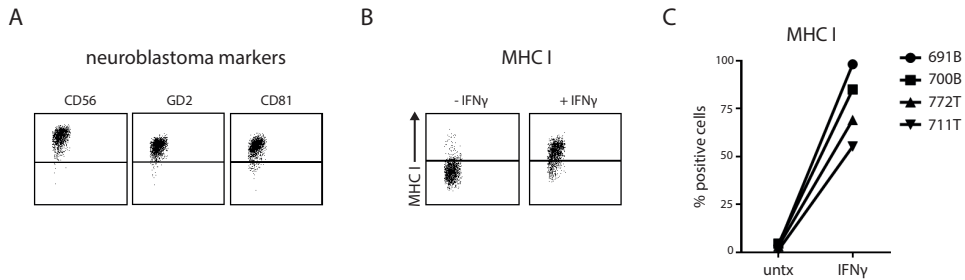 A
neuroblastoma markers
CD56
GD2
CD81
B
MHC I
- IFNγ
+ IFNγ
MHC I
C
MHC I
% positive cells
100
75
50
25
0
untx
IFNγ
691B
700B
772T
711T